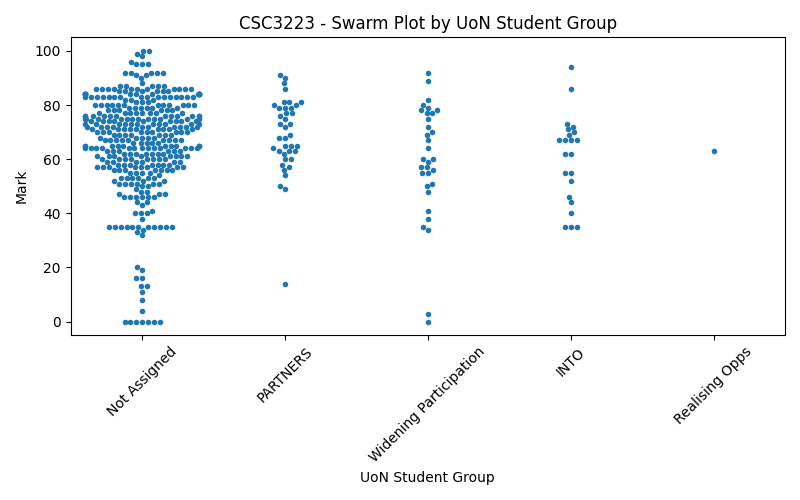 CSC3223 - Swarm Plot by UoN Student Group
100
80
60
40
20
0
Mark
Not Assigned
PARTNERS
Widening Participation
INTO
Realising Opps
UoN Student Group